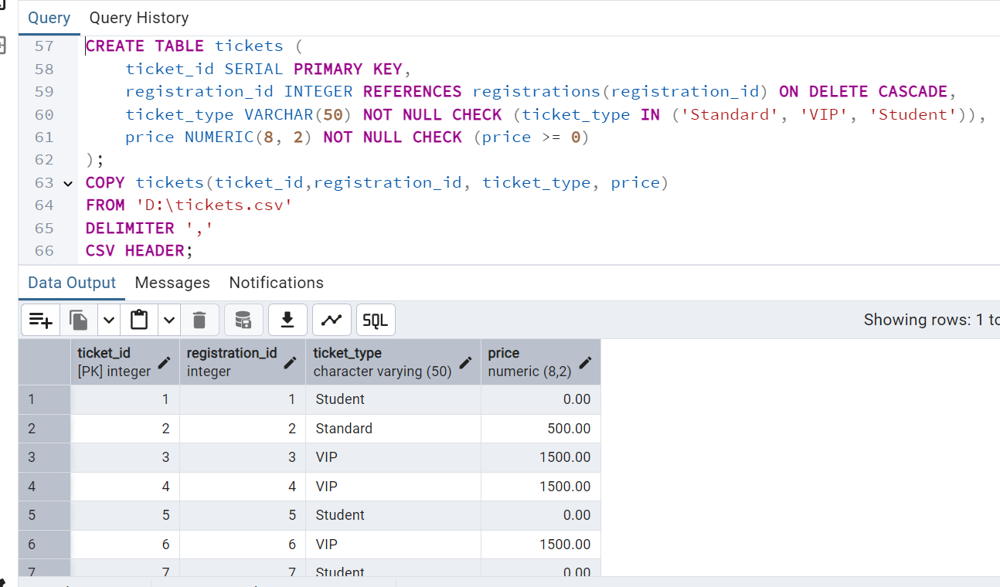 Query Query History
57 CREATE TABLE tickets (
58 ticket_id SERIAL PRIMARY KEY,
59 registration_id INTEGER REFERENCES registrations(registration_id) ON DELETE CASCADE,
60 ticket_type VARCHAR(50) NOT NULL CHECK (ticket_type IN ('Standard', 'VIP', 'Student')),
61 price NUMERIC(8, 2) NOT NULL CHECK (price >= 0)
62 );
63 COPY tickets(ticket_id,registration_id, ticket_type, price)
64 FROM 'D:\tickets.csv'
65 DELIMITER ','
66 CSV HEADER;
Data Output Messages Notifications
SQL Showing rows: 1 to
ticket_id registration_id ticket_type price
[PK] integer integer character varying (50) numeric (8,2)
1 1 1 Student 0.00
2 2 2 Standard 500.00
3 3 3 VIP 1500.00
4 4 4 VIP 1500.00
5 5 5 Student 0.00
6 6 6 VIP 1500.00
7 7 7 Student 0.00